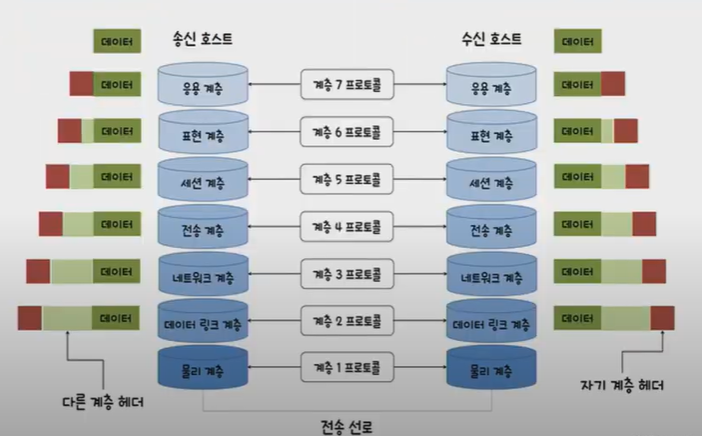 데이터 송신 호스트 수신 호스트 데이터
데이터 응용 계층 계층 7 프로토콜 응용 계층 데이터
데이터 표현 계층 계층 6 프로토콜 표현 계층 데이터
데이터 세션 계층 계층 5 프로토콜 세션 계층 데이터
데이터 전송 계층 계층 4 프로토콜 전송 계층 데이터
데이터 네트워크 계층 계층 3 프로토콜 네트워크 계층 데이터
데이터 데이터 링크 계층 계층 2 프로토콜 데이터 링크 계층 데이터
물리 계층 계층 1 프로토콜 물리 계층
다른 계층 헤더 자기 계층 헤더
전송 선로